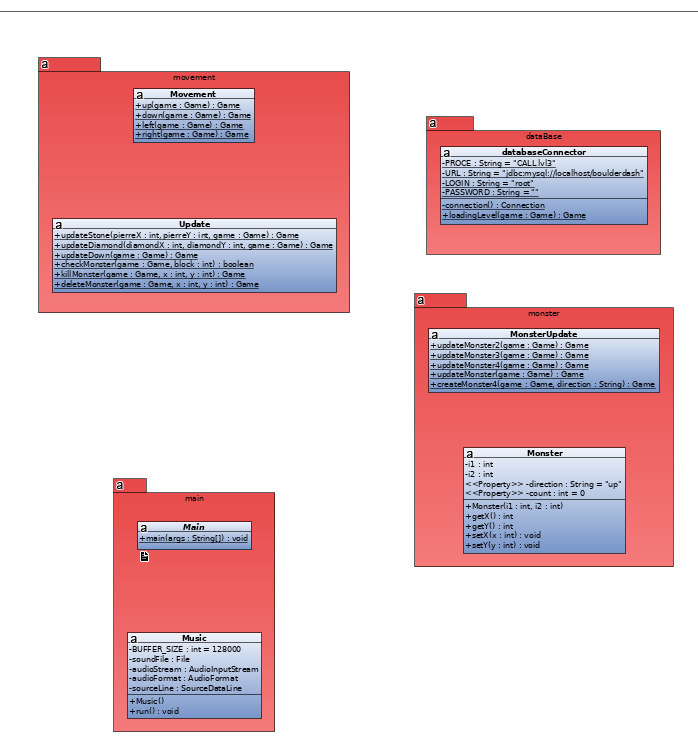 a
movement
a Movement
+up(game : Game) : Game
+down(game : Game) : Game
+left(game : Game) : Game
+right(game : Game) : Game
a Update
+updateStone(pierreX : int, pierreY : int, game : Game) : Game
+updateDiamond(diamondX : int, diamondY : int, game : Game) : Game
+updateDown(game : Game) : Game
+checkMonster(game : Game, block : int) : boolean
+killMonster(game : Game, x : int, y : int) : Game
+deleteMonster(game : Game, x : int, y : int) : Game
a
dataBase
a databaseConnector
-PROCE : String = "CALL lvl3"
-URL : String = "jdbc:mysql://localhost/boulderdash"
-LOGIN : String = "root"
-PASSWORD : String = ""
-connection() : Connection
+loadingLevel(game : Game) : Game
a
monster
a MonsterUpdate
+updateMonster2(game : Game) : Game
+updateMonster3(game : Game) : Game
+updateMonster4(game : Game) : Game
+updateMonster(game : Game) : Game
+createMonster4(game : Game, direction : String) : Game
a Monster
-i1 : int
-i2 : int
<<Property>> -direction : String = "up"
<<Property>> -count : int = 0
+Monster(i1 : int, i2 : int)
+getX() : int
+getY() : int
+setX(x : int) : void
+setY(y : int) : void
a
main
a Main
+main(args : String[]) : void
a Music
-BUFFER_SIZE : int = 128000
-soundFile : File
-audioStream : AudioInputStream
-audioFormat : AudioFormat
-sourceLine : SourceDataLine
+Music()
+run() : void